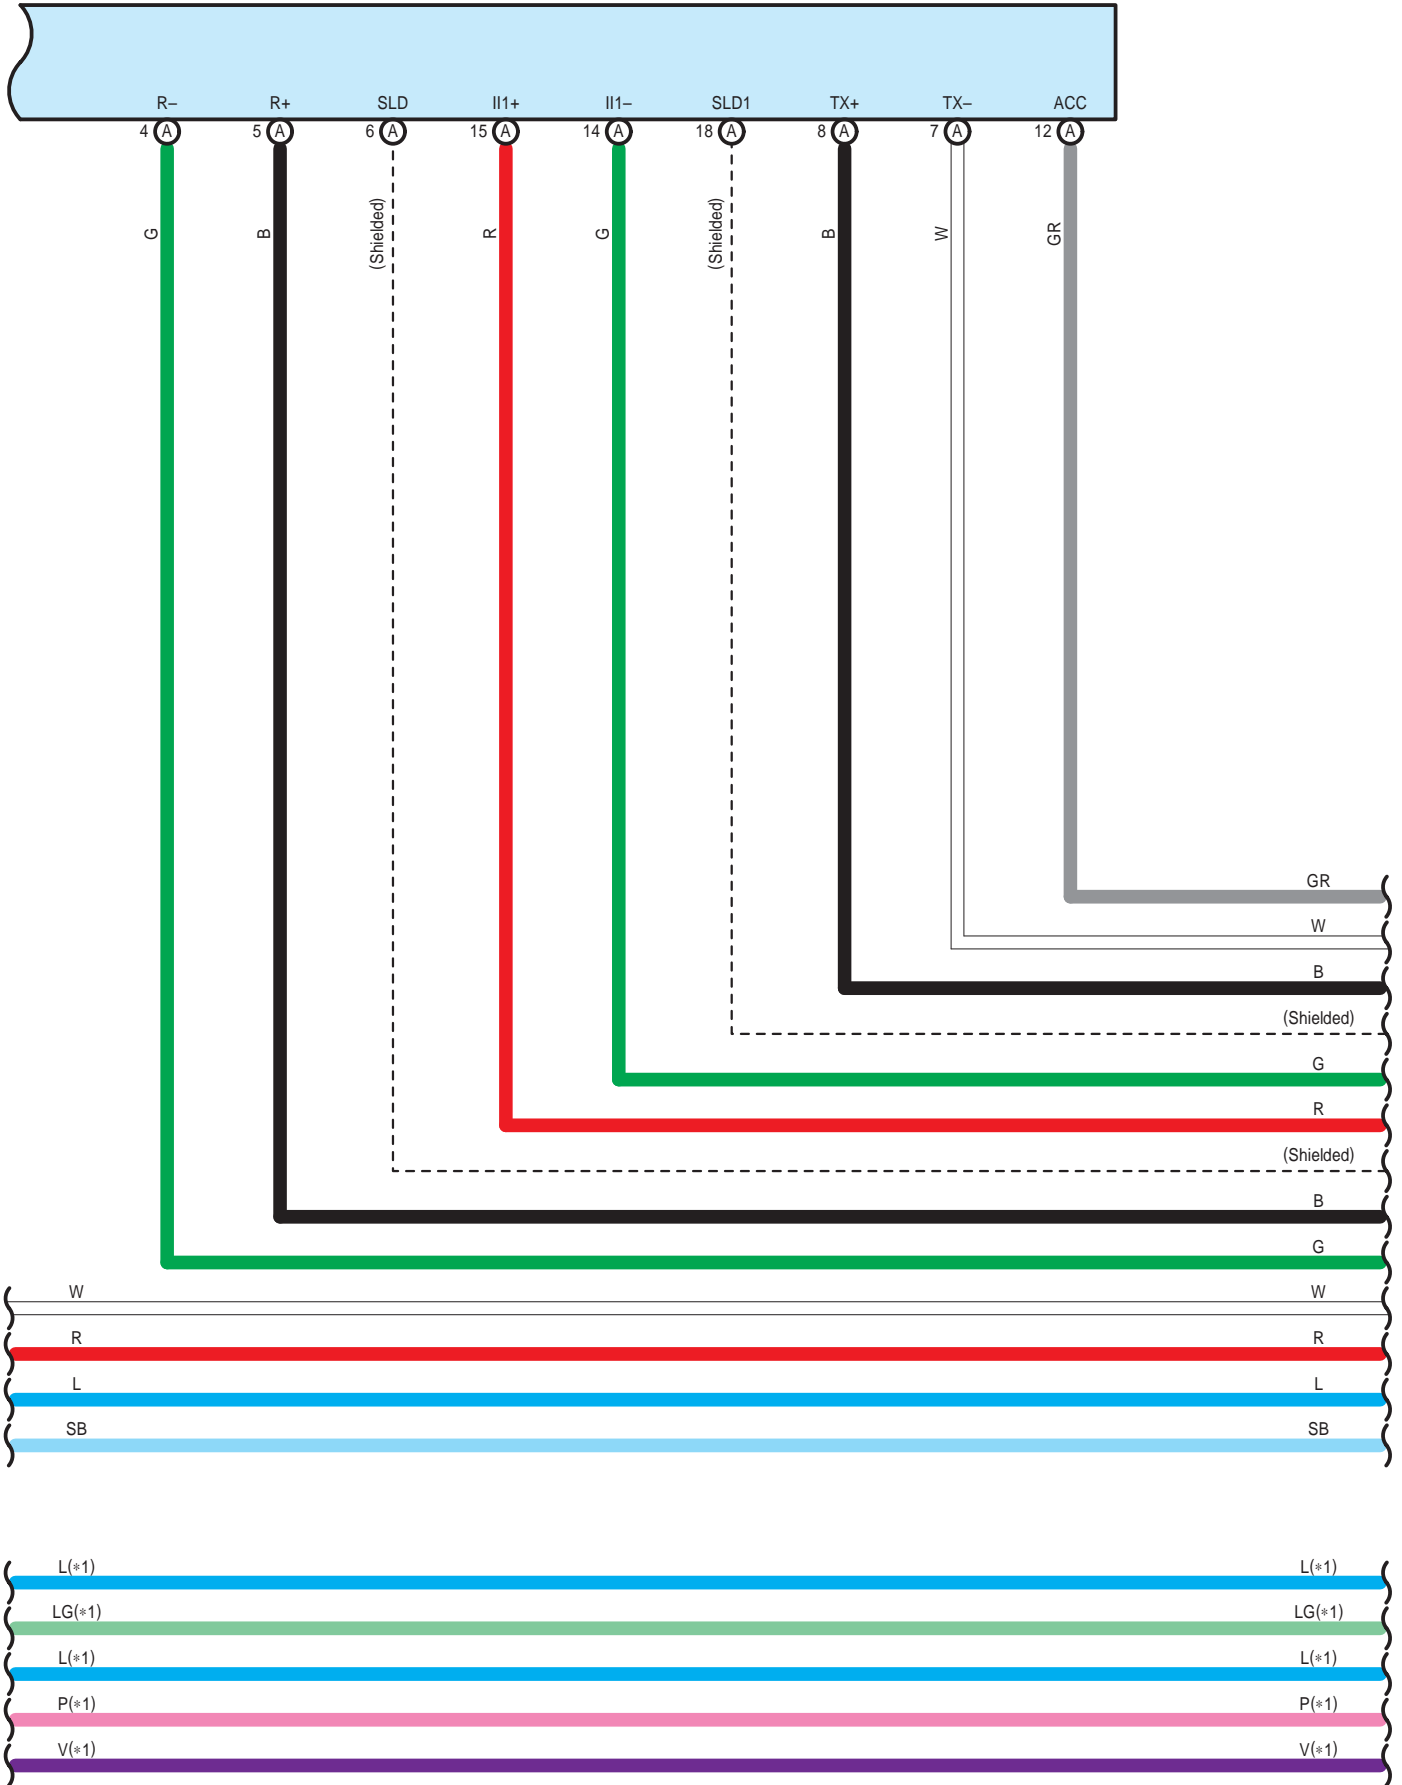 R– R+ SLD II1+ II1– SLD1 TX+ TX– ACC
4 A 5 A 6 A 15 A 14 A 18 A 8 A 7 A 12 A
G B (Shielded) R G (Shielded) B W GR
GR
W
B
(Shielded)
G
R
(Shielded)
B
G
W W
R R
L L
SB SB
L(*1) L(*1)
LG(*1) LG(*1)
L(*1) L(*1)
P(*1) P(*1)
V(*1) V(*1)